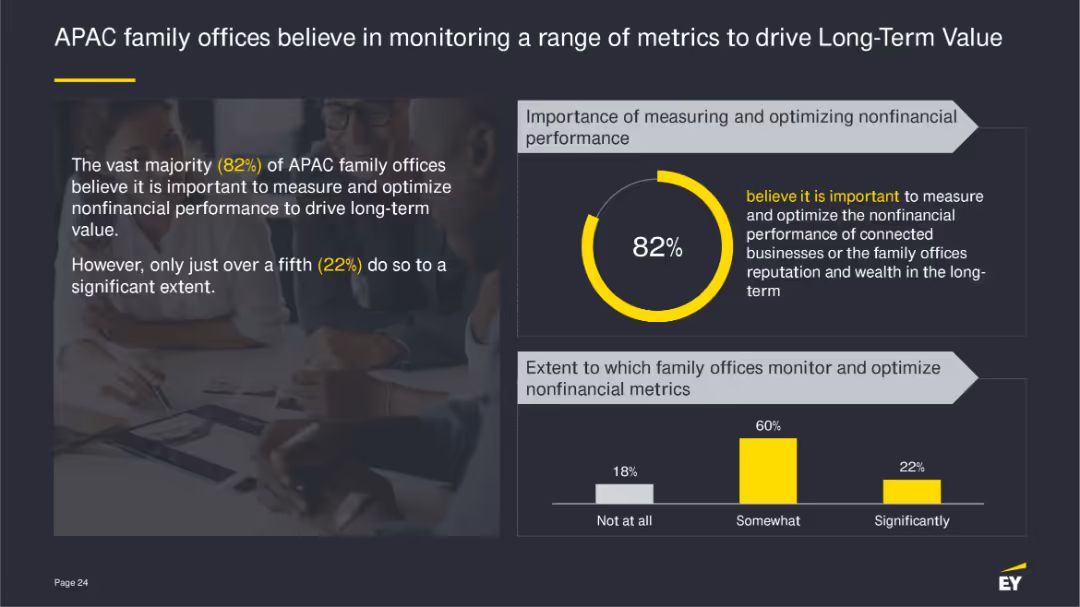 APAC family offices believe in monitoring a range of metrics to drive Long-Term Value
The vast majority (82%) of APAC family offices
believe it is important to measure and optimize
nonfinancial performance to drive long-term
value.
However, only just over a fifth (22%) do so to a
significant extent.
Importance of measuring and optimizing nonfinancial
performance
82%
believe it is important to measure
and optimize the nonfinancial
performance of connected
businesses or the family offices
reputation and wealth in the long-
term
Extent to which family offices monitor and optimize
nonfinancial metrics
18%
60%
22%
Not at all
Somewhat
Significantly
Page 24
EY